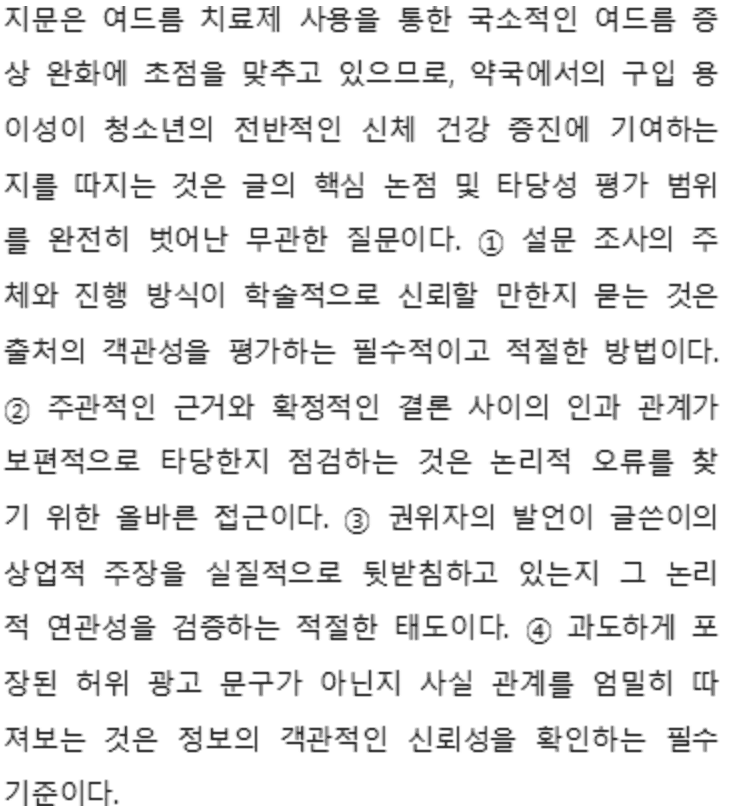 지문은 여드름 치료제 사용을 통한 국소적인 여드름 증
상 완화에 초점을 맞추고 있으므로, 약국에서의 구입 용
이성이 청소년의 전반적인 신체 건강 증진에 기여하는
지를 따지는 것은 글의 핵심 논점 및 타당성 평가 범위
를 완전히 벗어난 무관한 질문이다. ① 설문 조사의 주
체와 진행 방식이 학술적으로 신뢰할 만한지 묻는 것은
출처의 객관성을 평가하는 필수적이고 적절한 방법이다.
② 주관적인 근거와 확정적인 결론 사이의 인과 관계가
보편적으로 타당한지 점검하는 것은 논리적 오류를 찾
기 위한 올바른 접근이다. ③ 권위자의 발언이 글쓴이의
상업적 주장을 실질적으로 뒷받침하고 있는지 그 논리
적 연관성을 검증하는 적절한 태도이다. ④ 과도하게 포
장된 허위 광고 문구가 아닌지 사실 관계를 엄밀히 따
져보는 것은 정보의 객관적인 신뢰성을 확인하는 필수
기준이다.